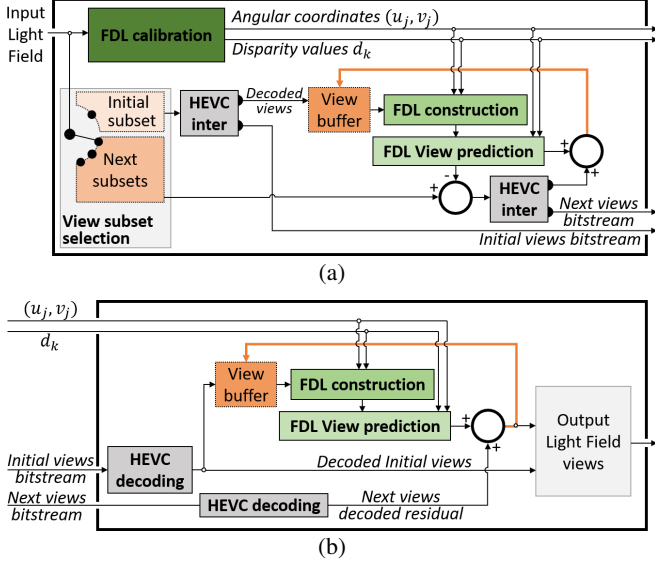 Input
Light
Field
FDL calibration
Angular coordinates (u_j, v_j)
Disparity values d_k
Initial
subset
Next
subsets
View subset
selection
HEVC
inter
Decoded
views
View
buffer
FDL construction
FDL View prediction
+
+
-
+
HEVC
inter
Next views
bitstream
Initial views bitstream
(a)
(u_j, v_j)
d_k
View
buffer
FDL construction
FDL View prediction
+
+
Output
Light Field
views
Initial views
bitstream
HEVC
decoding
Decoded Initial views
Next views
bitstream
HEVC decoding
Next views
decoded residual
(b)